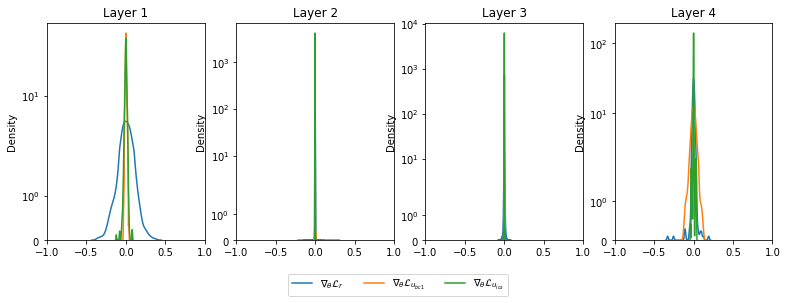 Layer 1 Layer 2 Layer 3 Layer 4
Density Density Density Density
10¹ 10⁰ 0
10³ 10² 10¹ 10⁰ 0
10⁴ 10³ 10² 10¹ 10⁰ 0
10² 10¹ 10⁰ 0
−1.0 −0.5 0.0 0.5 1.0 −1.0 −0.5 0.0 0.5 1.0 −1.0 −0.5 0.0 0.5 1.0 −1.0 −0.5 0.0 0.5 1.0
∇θℒr ∇θℒu_bc1 ∇θℒu_ics